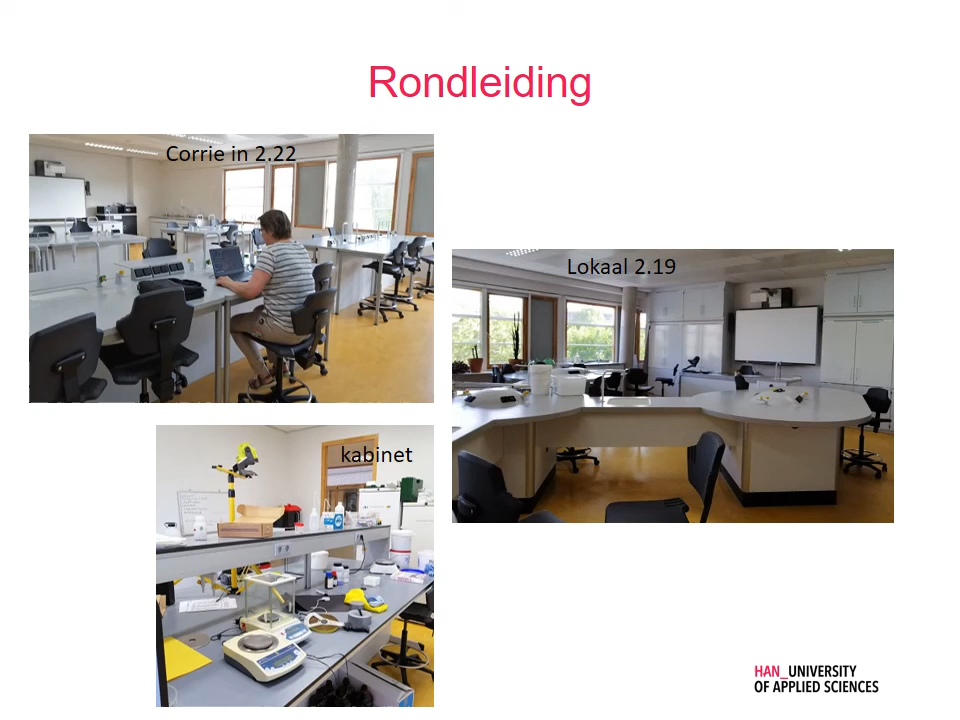 Rondleiding
Corrie in 2.22
Lokaal 2.19
kabinet
HAN_UNIVERSITY
OF APPLIED SCIENCES